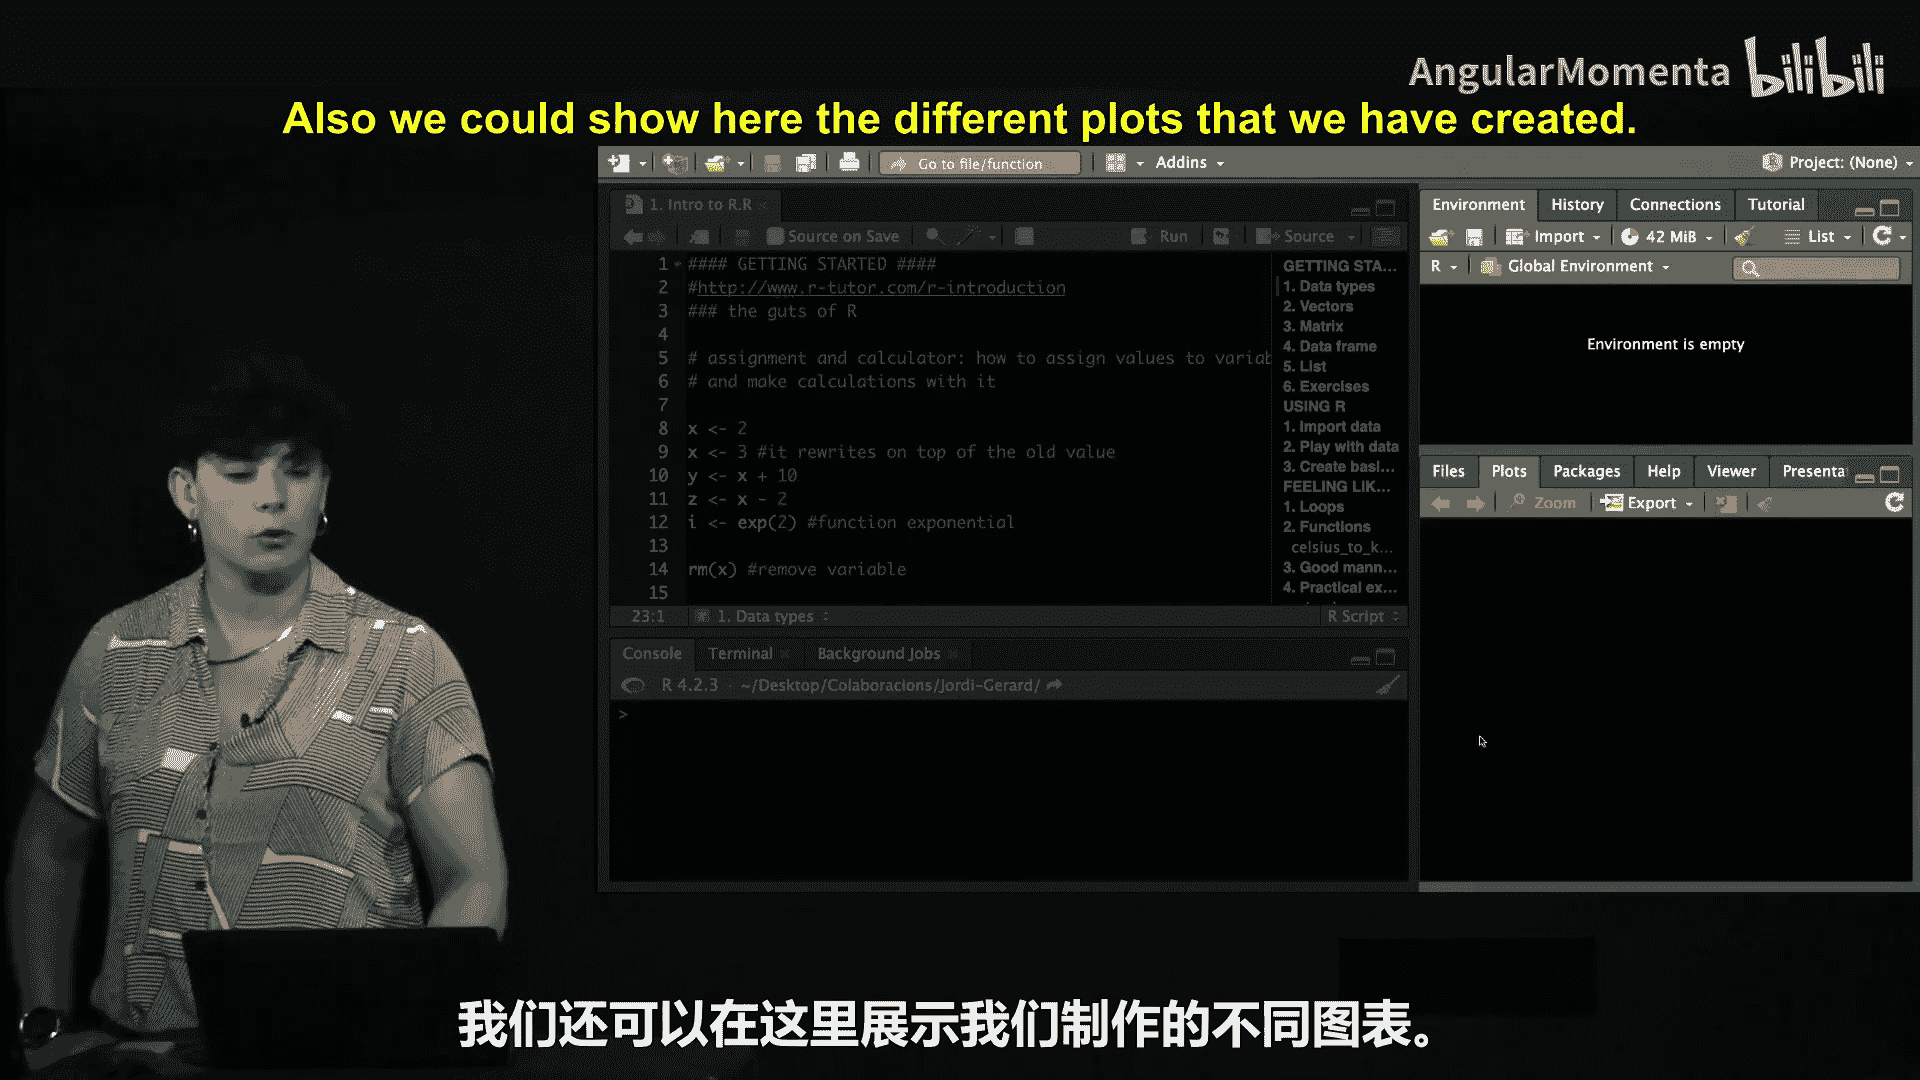 AngularMomenta bilibili
Also we could show here the different plots that we have created.
Go to file/function
Addins
Project: (None)
1. Intro to R.R
Source on Save
Run
Source
1 #### GETTING STARTED ####
2 #http://www.r-tutor.com/r-introduction
3 ### the guts of R
4
5 # assignment and calculator: how to assign values to variab
6 # and make calculations with it
7
8 x <- 2
9 x <- 3 #it rewrites on top of the old value
10 y <- x + 10
11 z <- x - 2
12 i <- exp(2) #function exponential
13
14 rm(x) #remove variable
15
GETTING STA...
1. Data types
2. Vectors
3. Matrix
4. Data frame
5. List
6. Exercises
USING R
1. Import data
2. Play with data
3. Create basi...
FEELING LIK...
1. Loops
2. Functions
celsius_to_k...
3. Good mann...
4. Practical ex...
23:1
1. Data types
R Script
Console
Terminal
Background Jobs
R 4.2.3 · ~/Desktop/Colaboracions/Jordi-Gerard/
>
Environment
History
Connections
Tutorial
Import
42 MiB
List
R
Global Environment
Environment is empty
Files
Plots
Packages
Help
Viewer
Presenta
Zoom
Export
我们还可以在这里展示我们制作的不同图表。